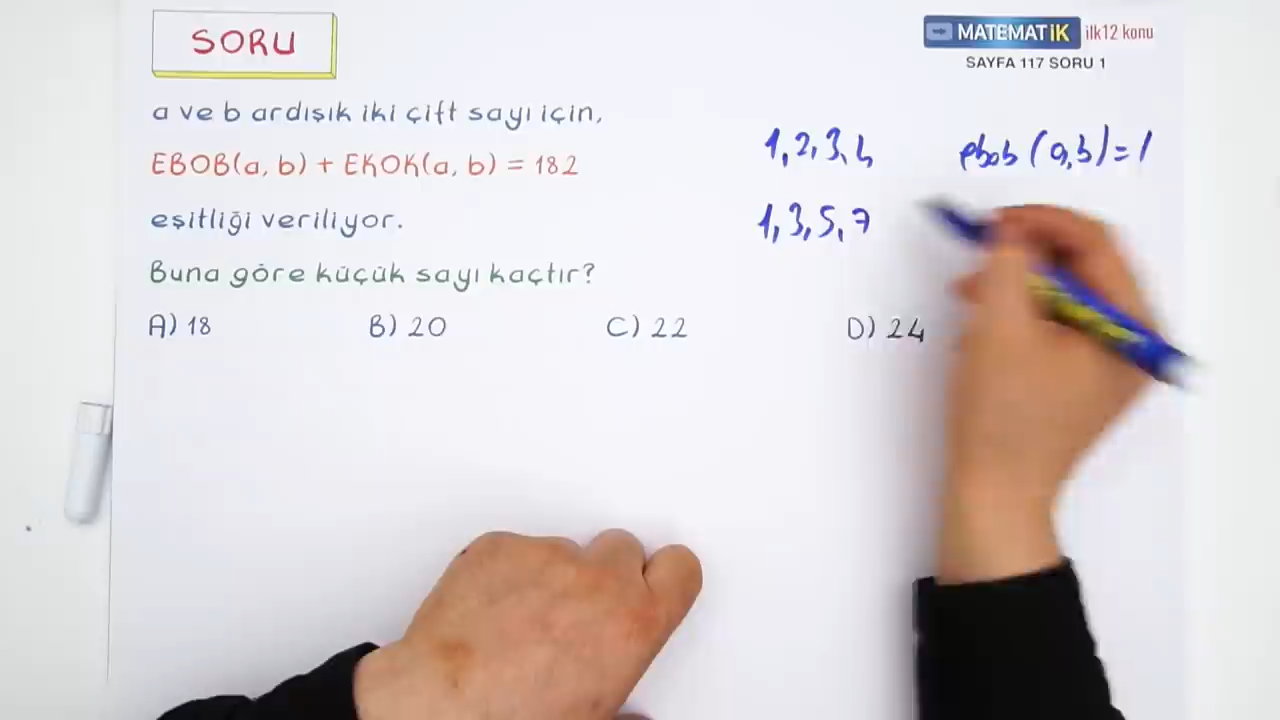 SORU
MATEMATİK ilk12 konu
SAYFA 117 SORU 1
a ve b ardışık iki çift sayı için,
EBOB(a, b) + EKOK(a, b) = 182
eşitliği veriliyor.
Buna göre küçük sayı kaçtır?
A) 18 B) 20 C) 22 D) 24
1, 2, 3, 4 ebob (a,b)=1
1, 3, 5, 7